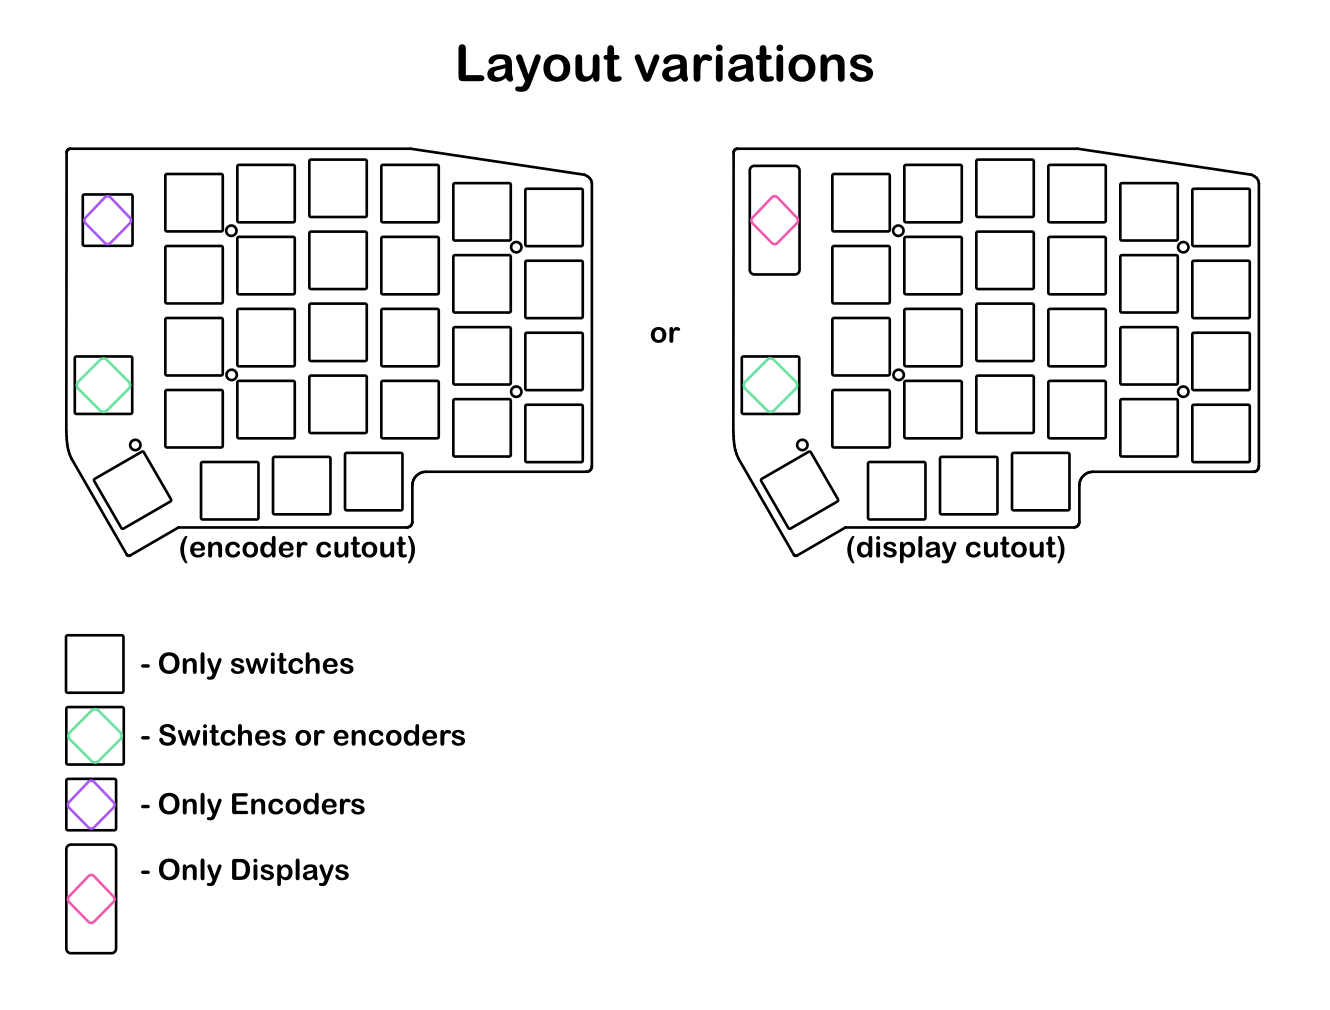 Layout variations
or
(encoder cutout)
(display cutout)
- Only switches
- Switches or encoders
- Only Encoders
- Only Displays